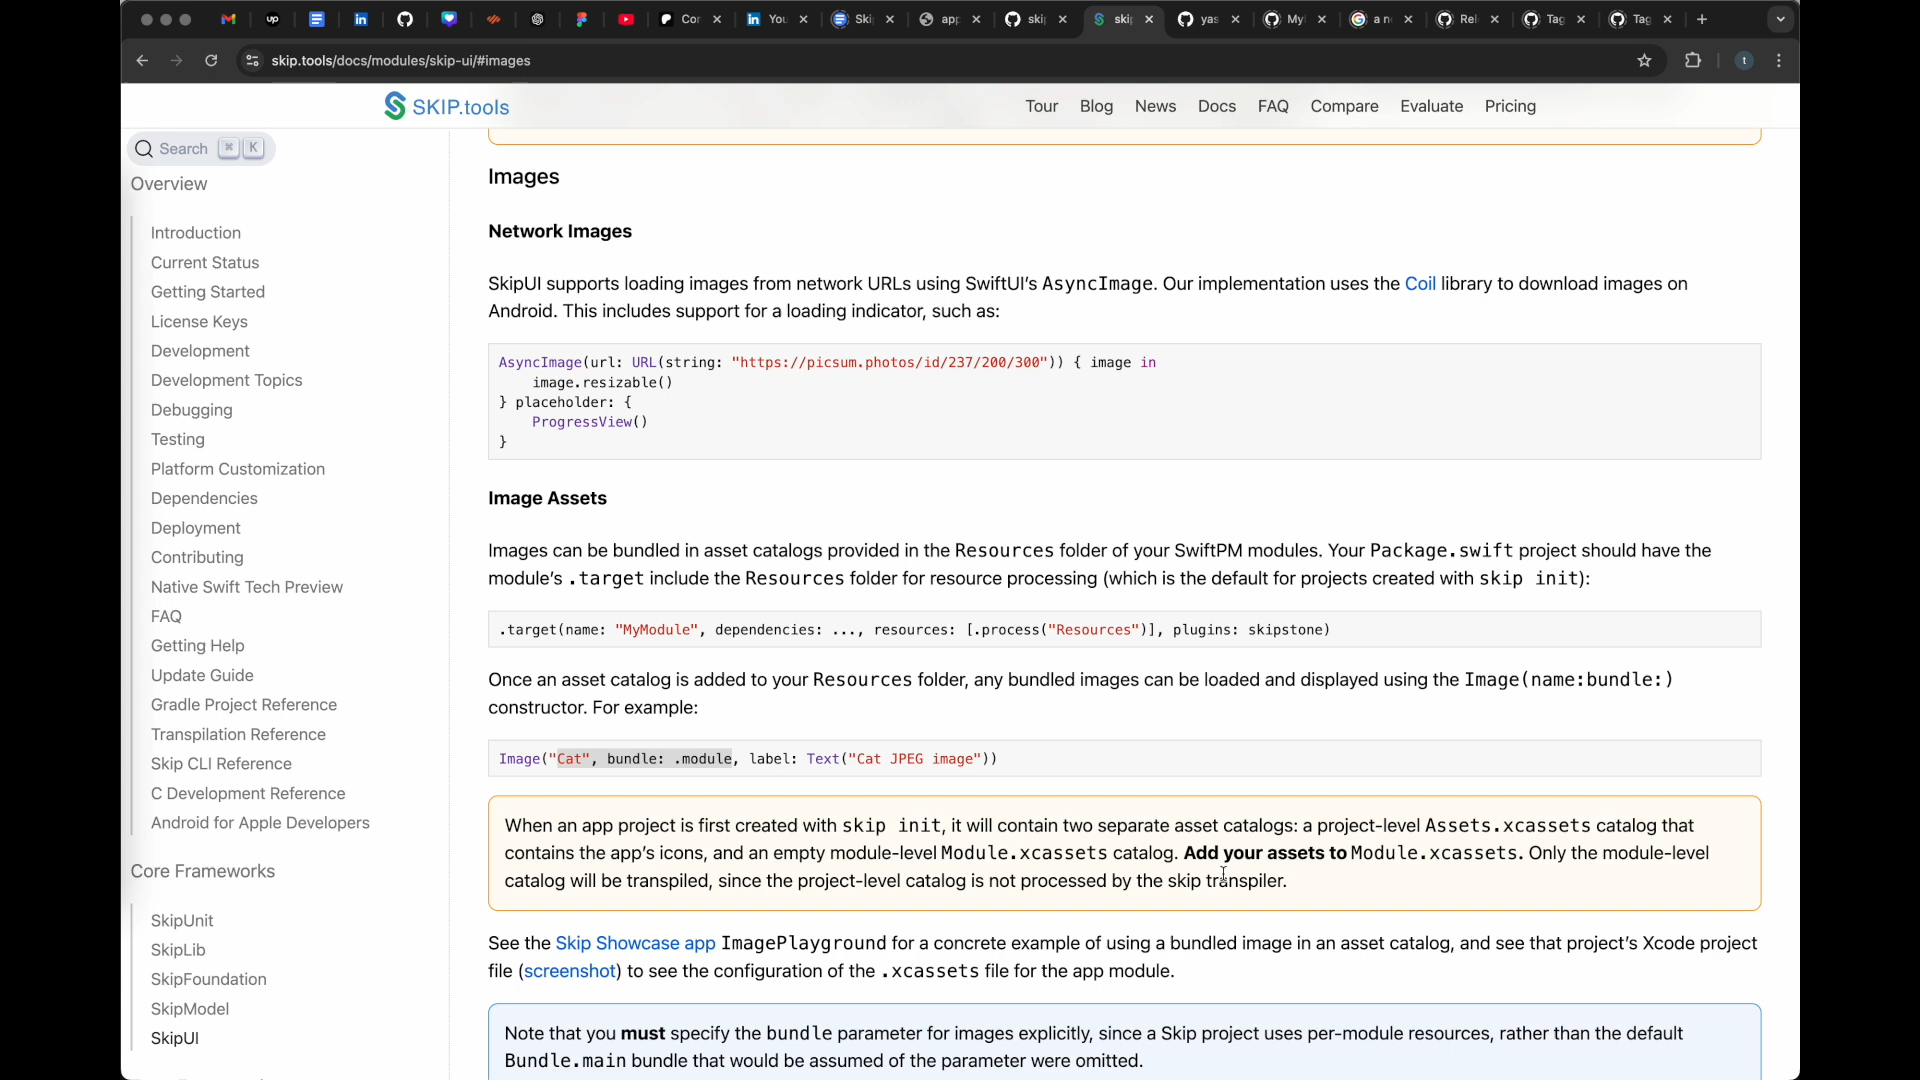 Cor
You
Ski
app
ski
ski
yas
My
a n
Rel
Tag
Tag
skip.tools/docs/modules/skip-ui/#images
t
SKIP.tools
Tour Blog News Docs FAQ Compare Evaluate Pricing
Search ⌘ K
Overview
Introduction
Current Status
Getting Started
License Keys
Development
Development Topics
Debugging
Testing
Platform Customization
Dependencies
Deployment
Contributing
Native Swift Tech Preview
FAQ
Getting Help
Update Guide
Gradle Project Reference
Transpilation Reference
Skip CLI Reference
C Development Reference
Android for Apple Developers
Core Frameworks
SkipUnit
SkipLib
SkipFoundation
SkipModel
SkipUI
Images
Network Images
SkipUI supports loading images from network URLs using SwiftUI's AsyncImage. Our implementation uses the Coil library to download images on
Android. This includes support for a loading indicator, such as:
AsyncImage(url: URL(string: "https://picsum.photos/id/237/200/300")) { image in
image.resizable()
} placeholder: {
ProgressView()
}
Image Assets
Images can be bundled in asset catalogs provided in the Resources folder of your SwiftPM modules. Your Package.swift project should have the
module's .target include the Resources folder for resource processing (which is the default for projects created with skip init):
.target(name: "MyModule", dependencies: ..., resources: [.process("Resources")], plugins: skipstone)
Once an asset catalog is added to your Resources folder, any bundled images can be loaded and displayed using the Image(name:bundle:)
constructor. For example:
Image("Cat", bundle: .module, label: Text("Cat JPEG image"))
When an app project is first created with skip init, it will contain two separate asset catalogs: a project-level Assets.xcassets catalog that
contains the app's icons, and an empty module-level Module.xcassets catalog. Add your assets to Module.xcassets. Only the module-level
catalog will be transpiled, since the project-level catalog is not processed by the skip transpiler.
See the Skip Showcase app ImagePlayground for a concrete example of using a bundled image in an asset catalog, and see that project's Xcode project
file (screenshot) to see the configuration of the .xcassets file for the app module.
Note that you must specify the bundle parameter for images explicitly, since a Skip project uses per-module resources, rather than the default
Bundle.main bundle that would be assumed of the parameter were omitted.